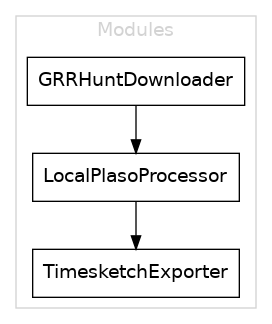 Modules
GRRHuntDownloader
LocalPlasoProcessor
TimesketchExporter